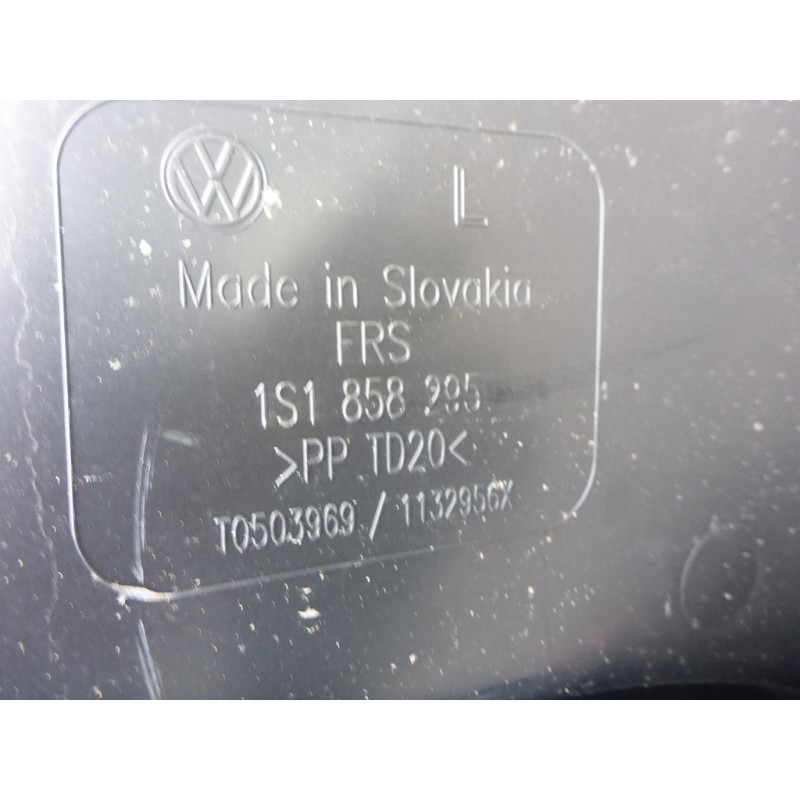 L
Made in Slovakia
FRS
1S1 858 295
>PP TD20<
T0503969 / 1132956X